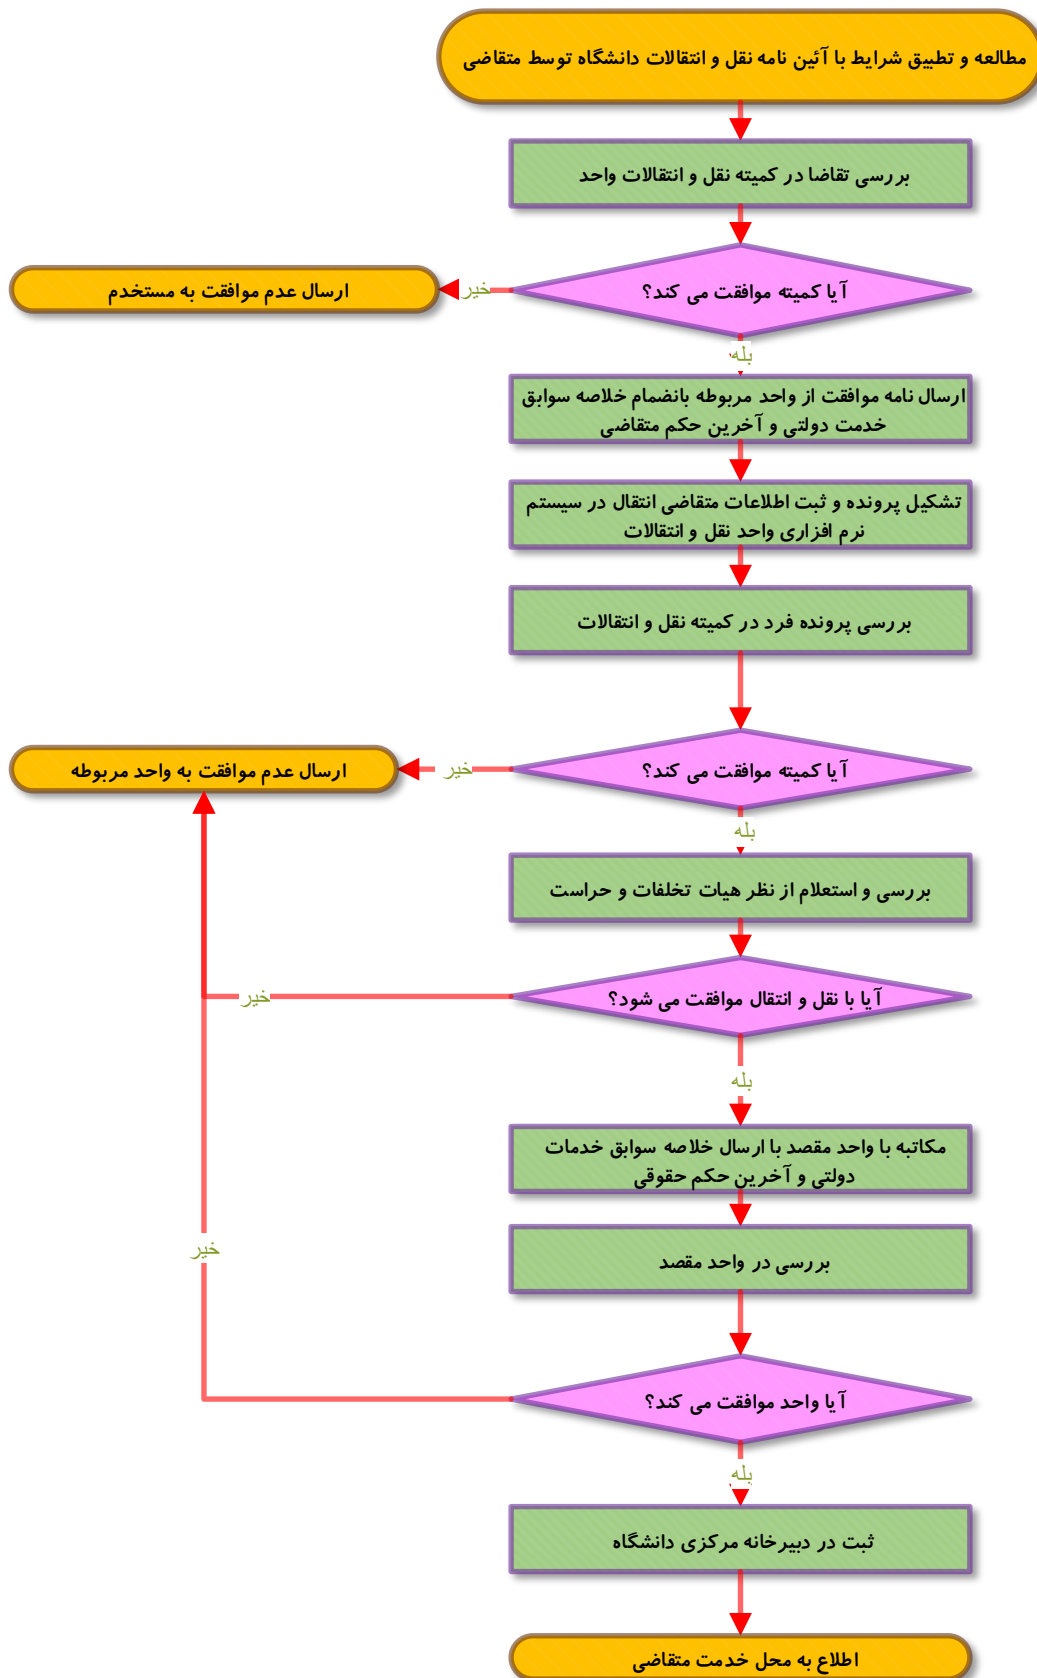 مطالعه و تطبیق شرایط با آئین نامه نقل و انتقالات دانشگاه توسط متقاضی
بررسی تقاضا در کمیته نقل و انتقالات واحد
آیا کمیته موافقت می کند؟
خیر
ارسال عدم موافقت به مستخدم
بله
ارسال نامه موافقت از واحد مربوطه بانضمام خلاصه سوابق
خدمت دولتی و آخرین حکم متقاضی
تشکیل پرونده و ثبت اطلاعات متقاضی انتقال در سیستم
نرم افزاری واحد نقل و انتقالات
بررسی پرونده فرد در کمیته نقل و انتقالات
آیا کمیته موافقت می کند؟
خیر
ارسال عدم موافقت به واحد مربوطه
بله
بررسی و استعلام از نظر هیات تخلفات و حراست
آیا با نقل و انتقال موافقت می شود؟
خیر
بله
مکاتبه با واحد مقصد با ارسال خلاصه سوابق خدمات
دولتی و آخرین حکم حقوقی
بررسی در واحد مقصد
خیر
آیا واحد موافقت می کند؟
بله
ثبت در دبیرخانه مرکزی دانشگاه
اطلاع به محل خدمت متقاضی